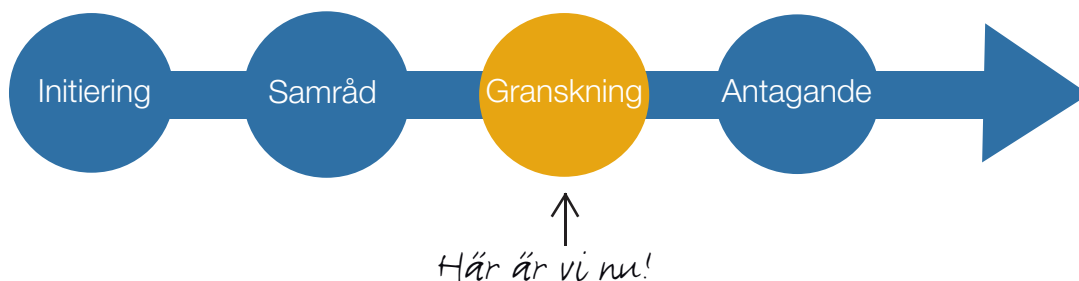 Initiering
Samråd
Granskning
Antagande
Här är vi nu!